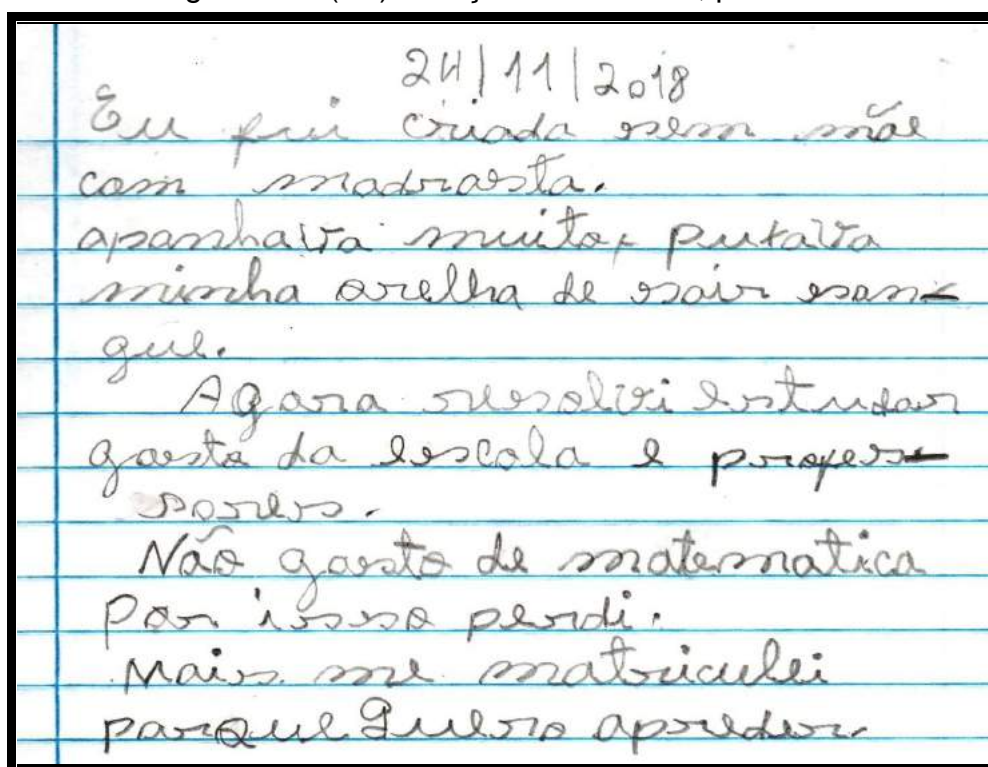 24/11/2018
Eu fui criada sem mãe
com madrasta.
apanhava muito, putava
minha orelha de sair san-
gue.
Agora resolvi estudar
gosto da escola e profes-
sores.
Não gosto de matematica
Por isso perdi.
Mais me matriculei
porque Quero apreder